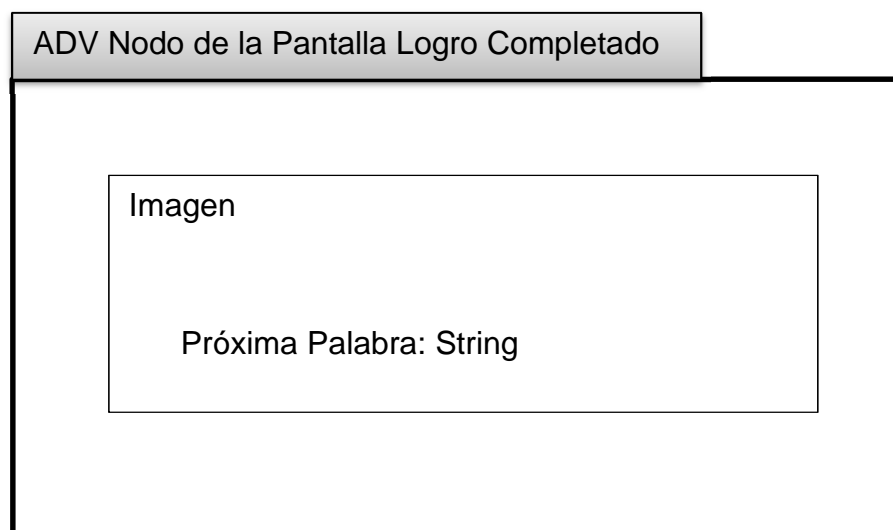 ADV Nodo de la Pantalla Logro Completado
Imagen
Próxima Palabra: String